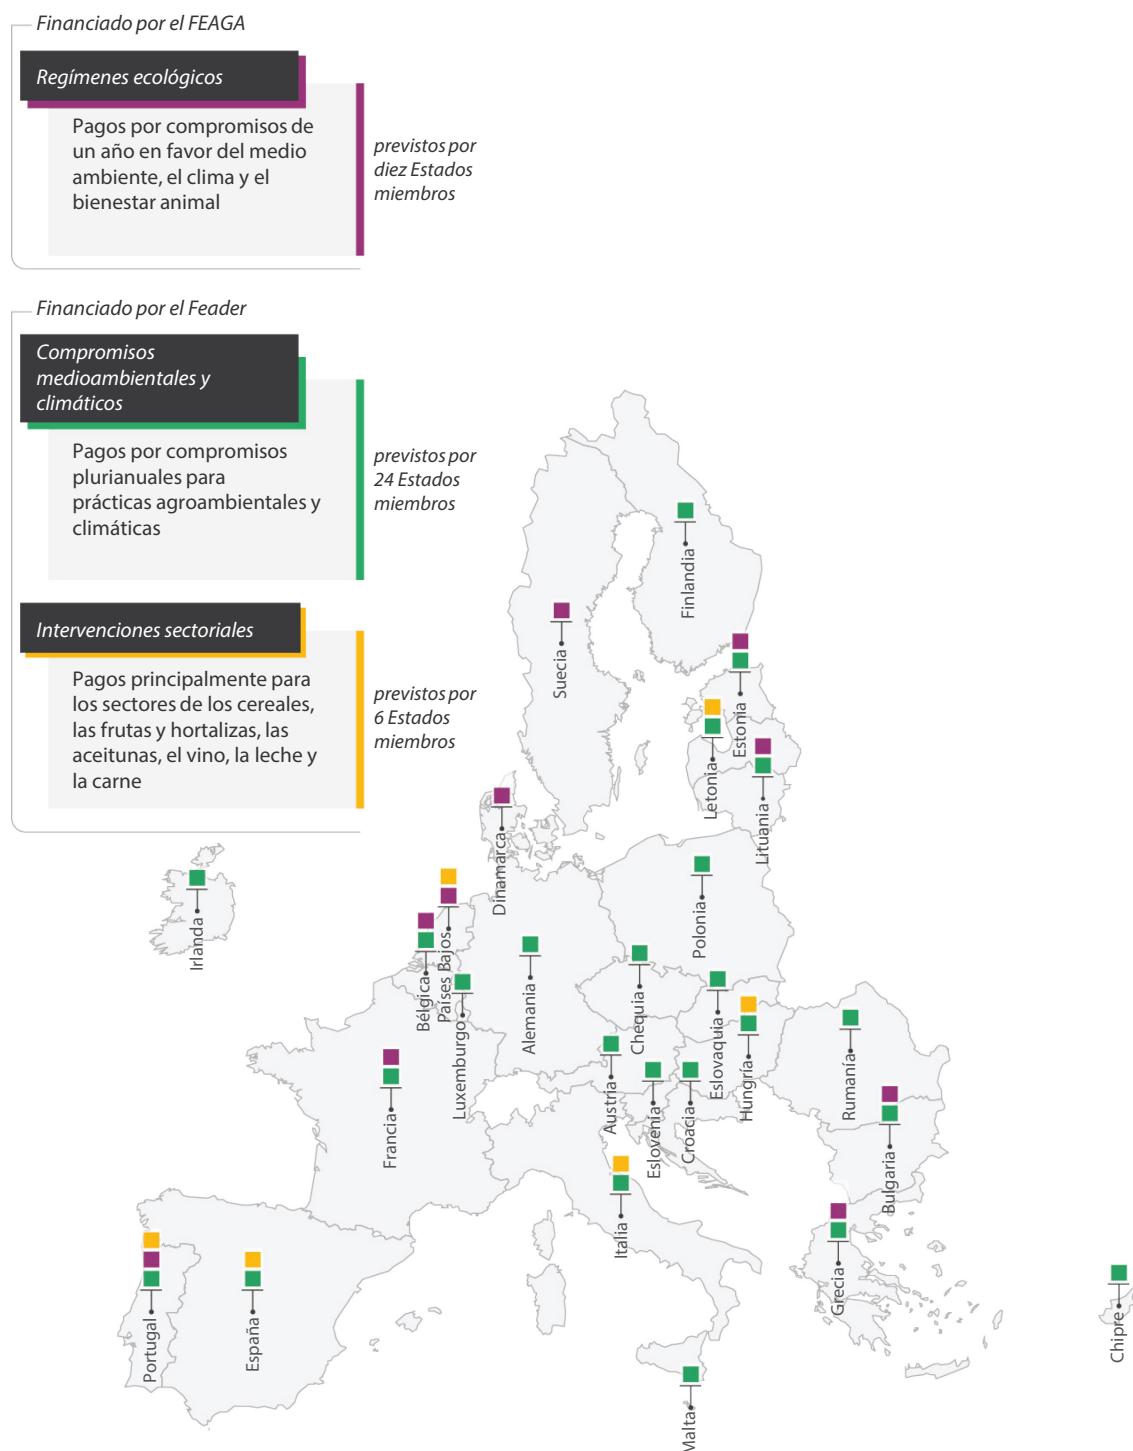 Financiado por el FEAGA
Regímenes ecológicos
Pagos por compromisos de
un año en favor del medio
ambiente, el clima y el
bienestar animal
previstos por
diez Estados
miembros
Financiado por el Feader
Compromisos
medioambientales y
climáticos
Pagos por compromisos
plurianuales para
prácticas agroambientales y
climáticas
previstos por
24 Estados
miembros
Intervenciones sectoriales
Pagos principalmente para
los sectores de los cereales,
las frutas y hortalizas, las
aceitunas, el vino, la leche y
la carne
previstos por
6 Estados
miembros
Finlandia
Suecia
Estonia
Letonia
Lituania
Dinamarca
Irlanda
Países Bajos
Bélgica
Luxemburgo
Alemania
Polonia
Chequia
Eslovaquia
Hungría
Austria
Eslovenia
Croacia
Rumanía
Bulgaria
Francia
Italia
Grecia
Portugal
España
Malta
Chipre